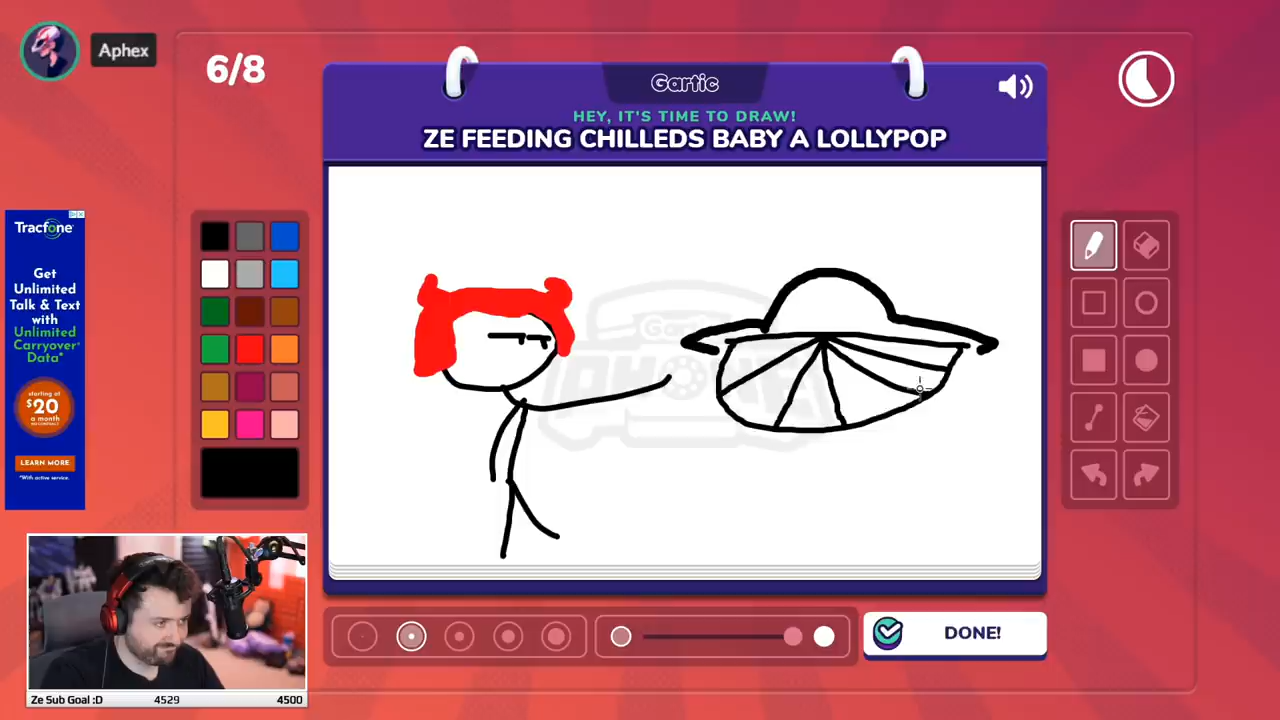 Aphex
6/8
Gartic
HEY, IT'S TIME TO DRAW!
ZE FEEDING CHILLEDS BABY A LOLLYPOP
Tracfone
Get
Unlimited
Talk & Text
with
Unlimited
Carryover
Data*
starting at
$20
a month
LEARN MORE
*With active service.
Gartic
PHONE
DONE!
Ze Sub Goal :D 4529 4500